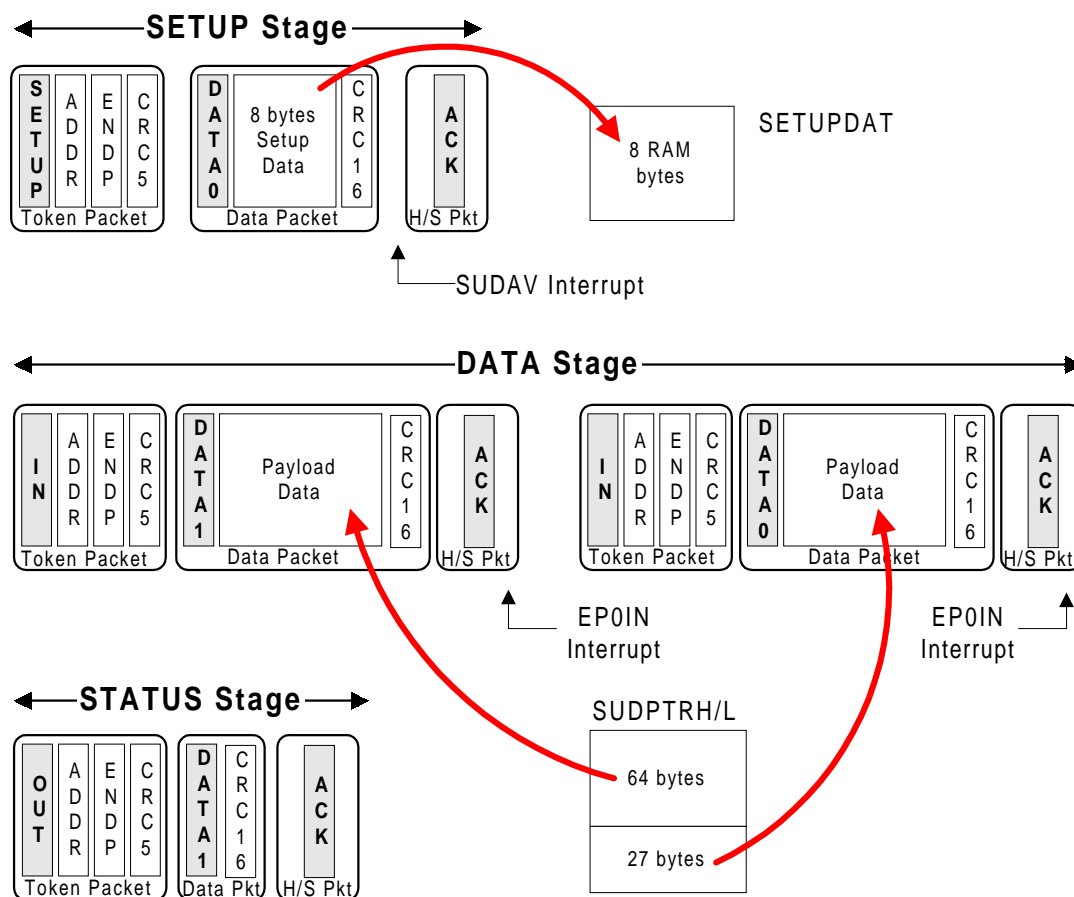 SETUP Stage
SETUP
ADDR
ENDP
CRC5
Token Packet
DATA0
8 bytes
Setup
Data
CRC16
Data Packet
ACK
H/S Pkt
8 RAM
bytes
SETUPDAT
SUDAV Interrupt
DATA Stage
IN
ADDR
ENDP
CRC5
Token Packet
DATA1
Payload
Data
CRC16
Data Packet
ACK
H/S Pkt
IN
ADDR
ENDP
CRC5
Token Packet
DATA0
Payload
Data
CRC16
Data Packet
ACK
H/S Pkt
EP0IN
Interrupt
EP0IN
Interrupt
STATUS Stage
OUT
ADDR
ENDP
CRC5
Token Packet
DATA1
CRC16
Data Pkt
ACK
H/S Pkt
SUDPTRH/L
64 bytes
27 bytes